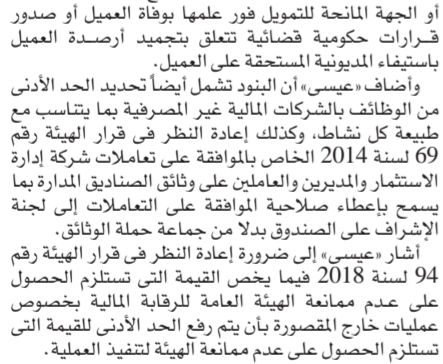 أو الجهة المانحة للتمويل فور علمها بوفاة العميل أو صدور
قـرارات حكومية قضائية تتعلق بتجميد أرصـدة العميل
باستيفاء المديونية المستحقة على العميل.
وأضاف «عيسى» أن البنود تشمل أيضاً تحديد الحد الأدنى
من الوظائف بالشركات المالية غير المصرفية بما يتناسب مع
طبيعة كل نشاط، وكذلك إعادة النظر فى قرار الهيئة رقم
69 لسنة 2014 الخاص بالموافقة على تعاملات شركة إدارة
الاستثمار والمديرين والعاملين على وثائق الصناديق المدارة بما
يسمح بإعطاء صلاحية الموافقة على التعاملات إلى لجنة
الإشراف على الصندوق بدلا من جماعة حملة الوثائق.
أشار «عيسى» إلى ضرورة إعادة النظر فى قرار الهيئة رقم
94 لسنة 2018 فيما يخص القيمة التى تستلزم الحصول
على عـدم ممانعة الهيئة العامة للرقابة المالية بخصوص
عمليات خارج المقصورة بأن يتم رفع الحد الأدنى للقيمة التى
تستلزم الحصول على عدم ممانعة الهيئة لتنفيذ العملية.